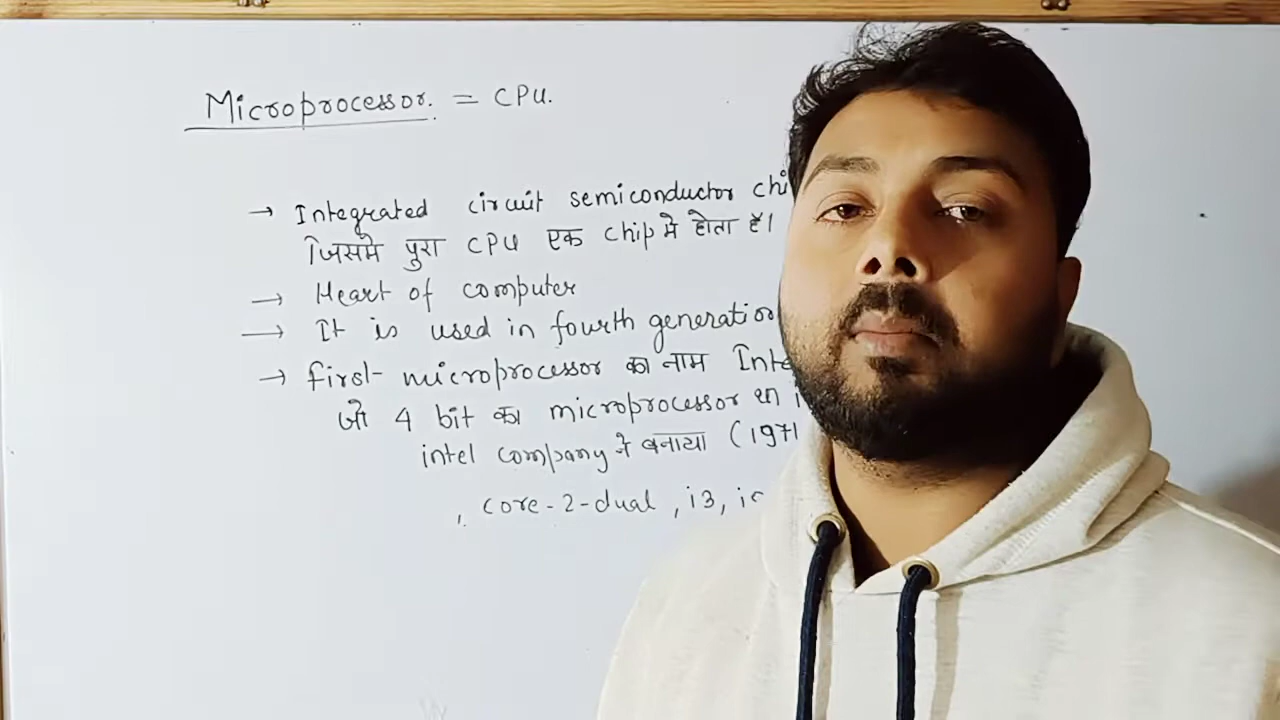 Microprocessor. = CPU.
→ Integrated circuit semiconductor chi
जिसमे पुरा CPU एक chip मे होता है।
→ Heart of computer
→ It is used in fourth generation
→ first microprocessor का नाम Inte
जो 4 bit का microprocessor था
intel company ने बनाया (1971
, core-2-dual , i3,